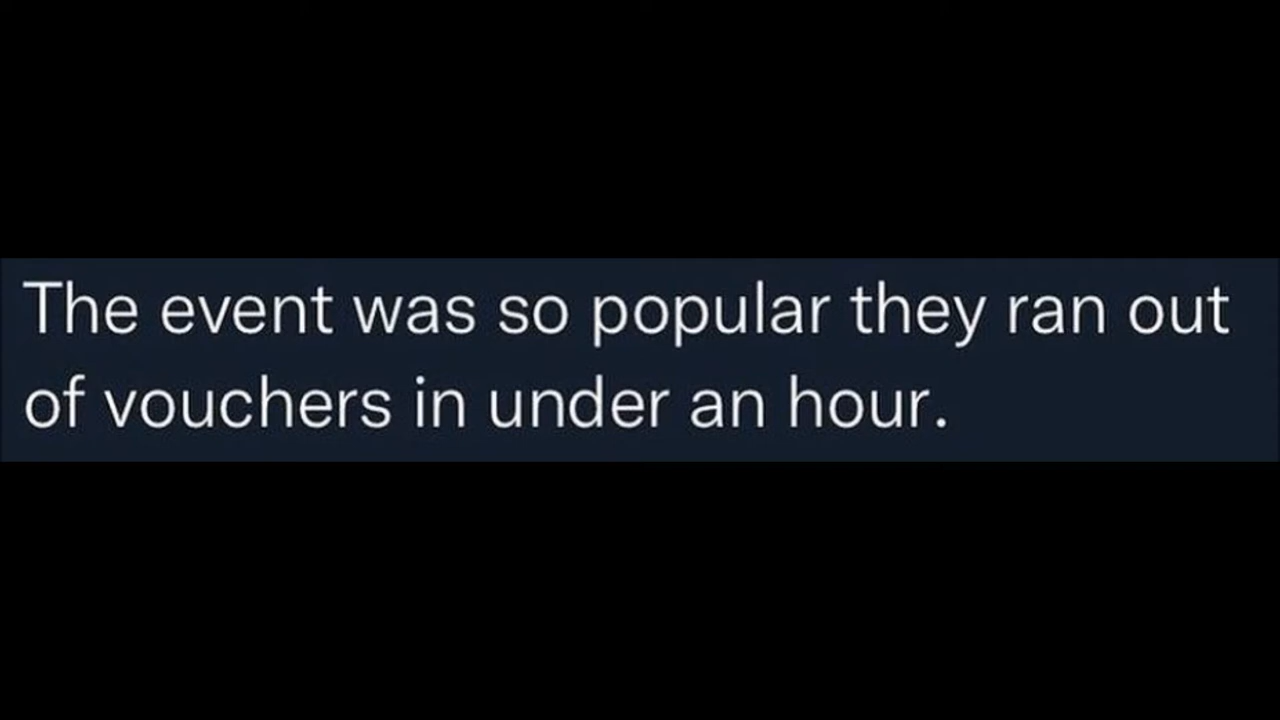 The event was so popular they ran out
of vouchers in under an hour.